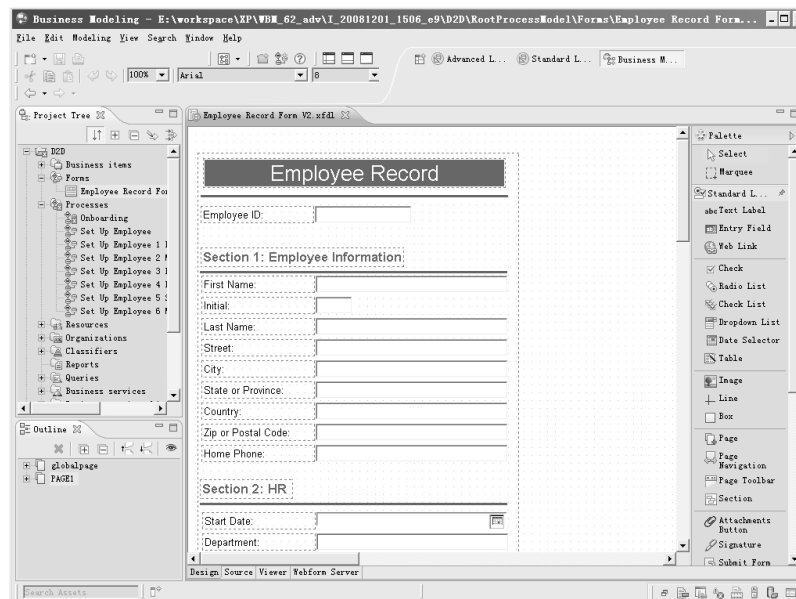 Business Modeling - E:\workspace\XP\WBM_62_adv\I_20081201_1506_e9\D2D\RootProcessModel\Forms\Employee Record Form...
File Edit Modeling View Segrch Window Help
100%
Arial
8
Advanced L...
Standard L...
Business M...
Project Tree
D2D
Business items
Forms
Employee Record For
Processes
Onboarding
Set Up Employee
Set Up Employee 1
Set Up Employee 2
Set Up Employee 3
Set Up Employee 4
Set Up Employee 5
Set Up Employee 6
Resources
Organizations
Classifiers
Reports
Queries
Business services
Outline
globalpage
PAGE1
Employee Record Form V2.xfdl
Employee Record
Employee ID:
Section 1: Employee Information
First Name:
Initial:
Last Name:
Street:
City:
State or Province:
Country:
Zip or Postal Code:
Home Phone:
Section 2: HR
Start Date:
Department:
Design Source Viewer Webform Server
Palette
Select
Marquee
Standard L...
abc Text Label
Entry Field
Web Link
Check
Radio List
Check List
Dropdown List
Date Selector
Table
Image
Line
Box
Page
Page
Navigation
Page Toolbar
Section
Attachments
Button
Signature
Submit Form
Search Assets